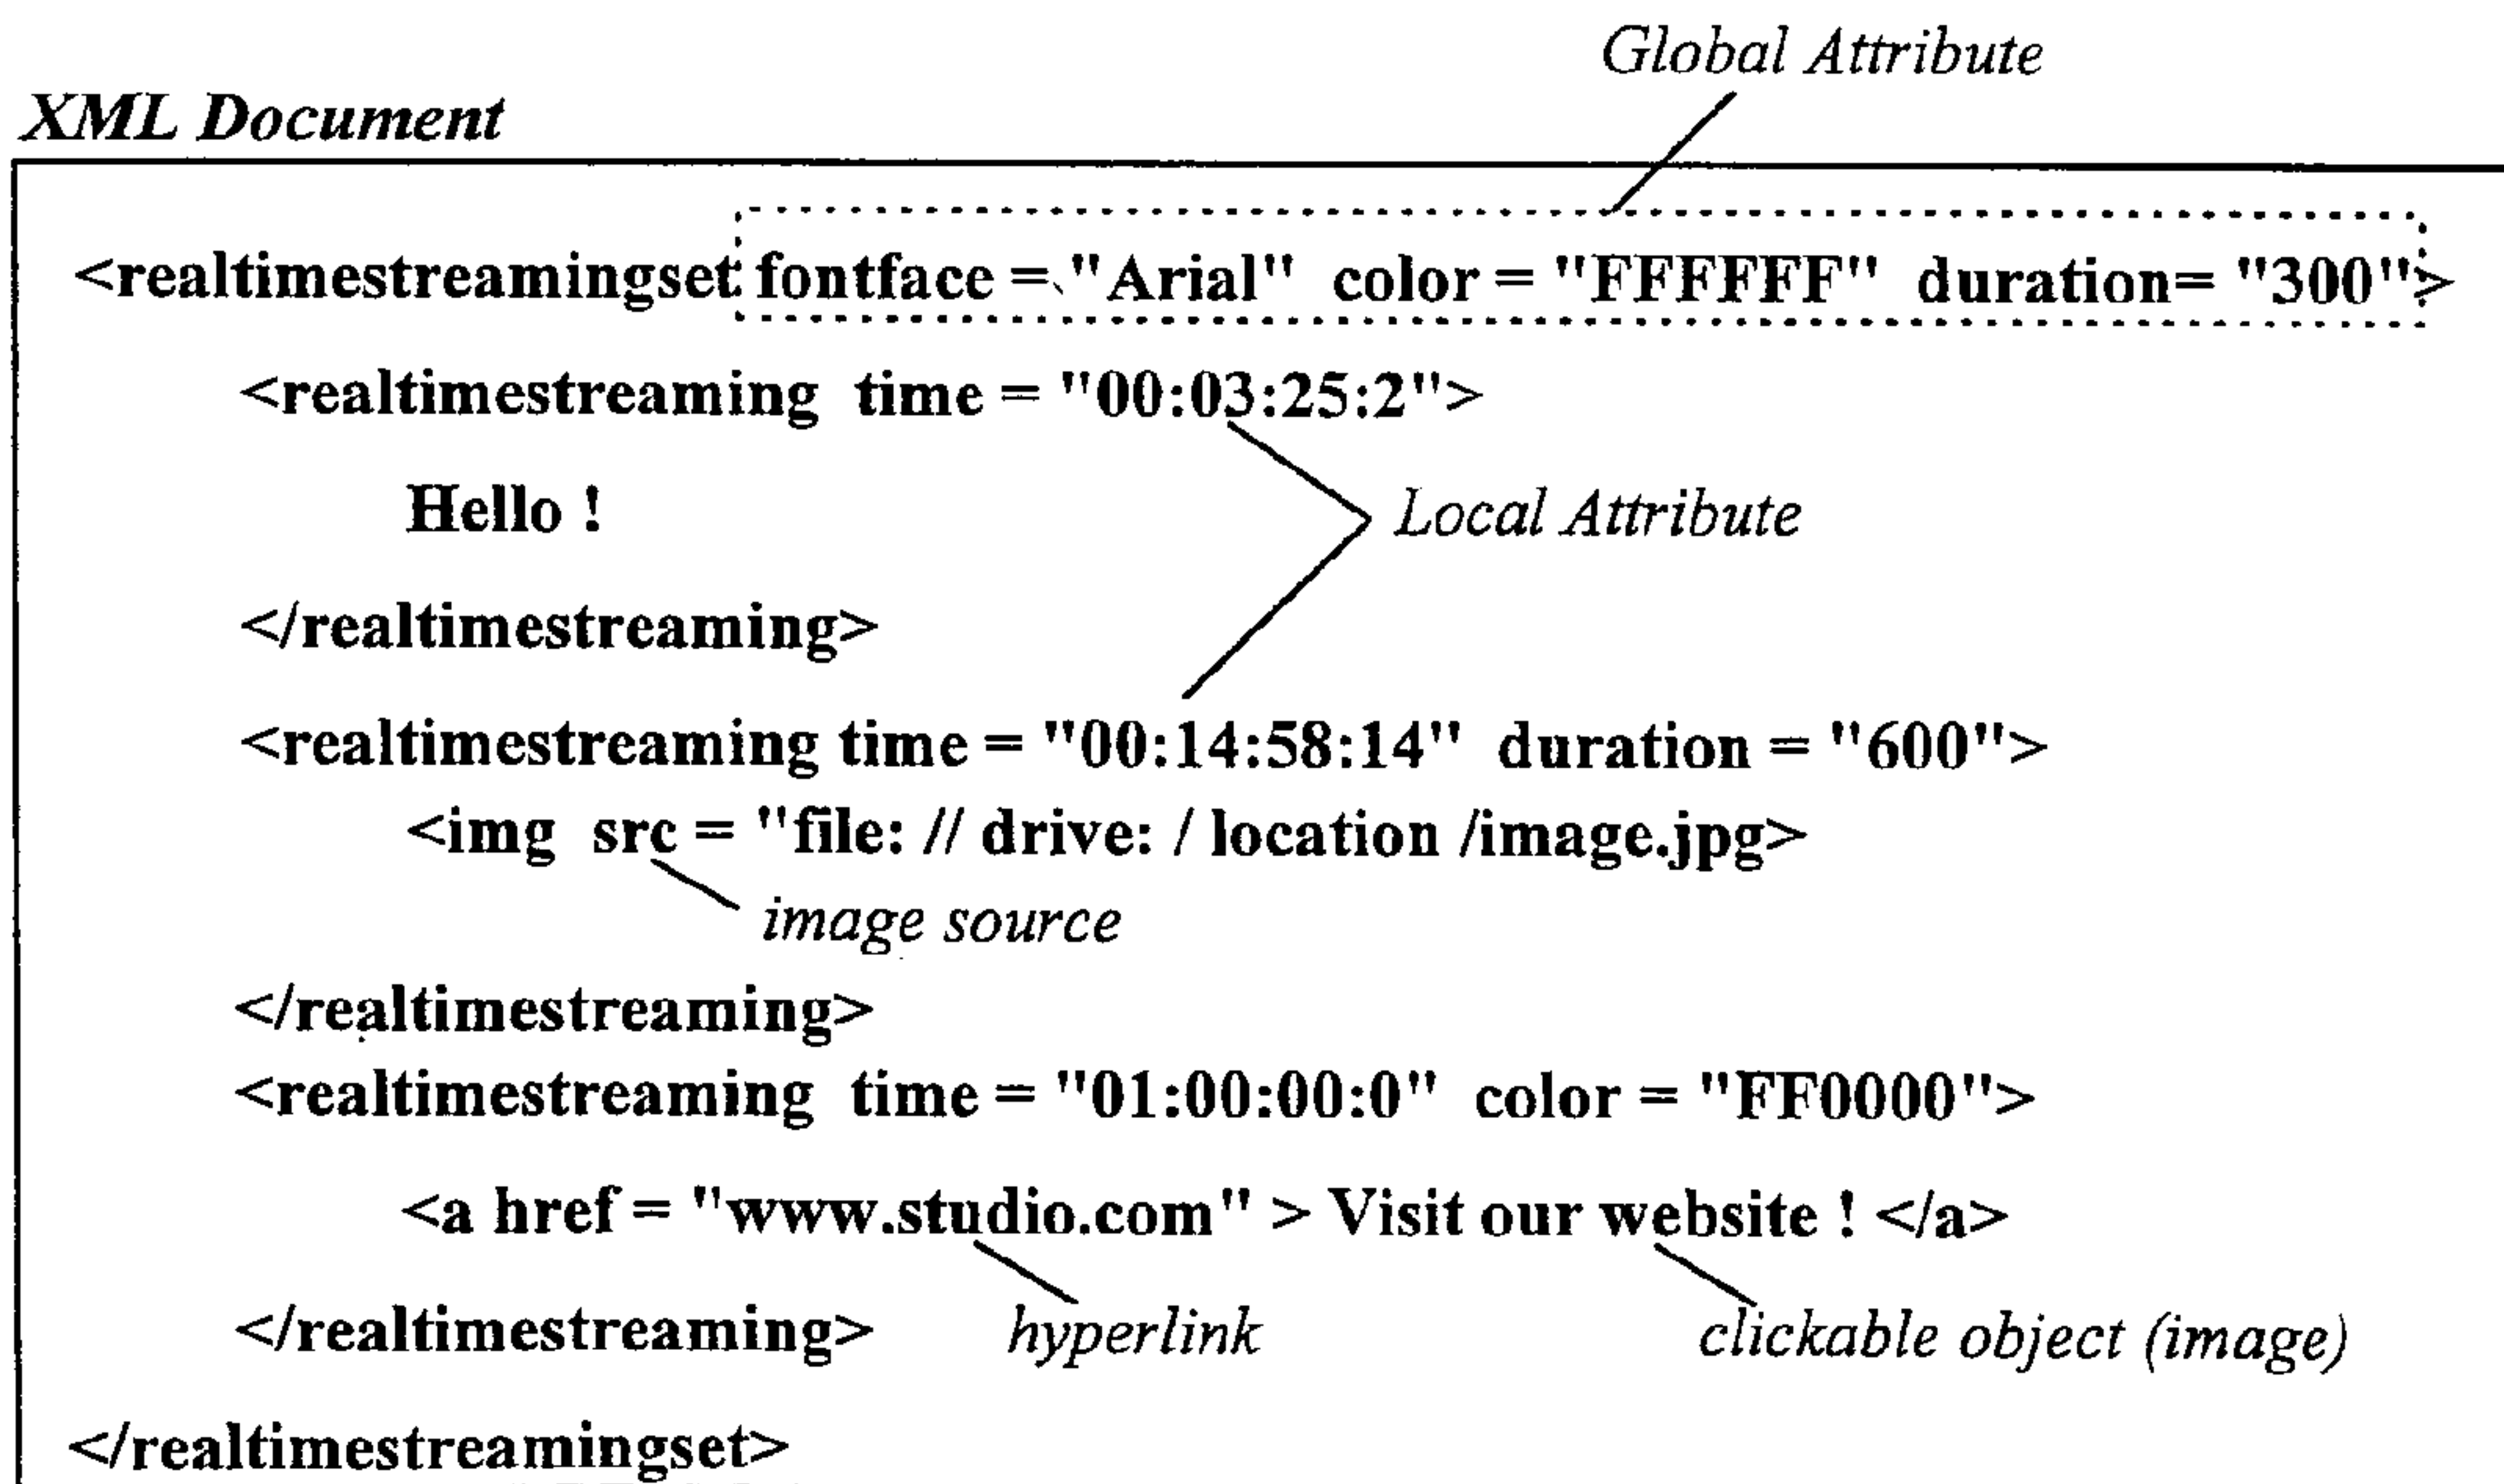 Global Attribute
XML Document
<realtimestreamingset fontface = "Arial" color = "FFFFFF" duration= "300">
<realtimestreaming time = "00:03:25:2">
Hello !
Local Attribute
</realtimestreaming>
<realtimestreaming time = "00:14:58:14" duration = "600">
<img src = "file: // drive: / location /image.jpg>
image source
</realtimestreaming>
<realtimestreaming time = "01:00:00:0" color = "FF0000">
<a href = "www.studio.com" > Visit our website ! </a>
</realtimestreaming> hyperlink clickable object (image)
</realtimestreamingset>